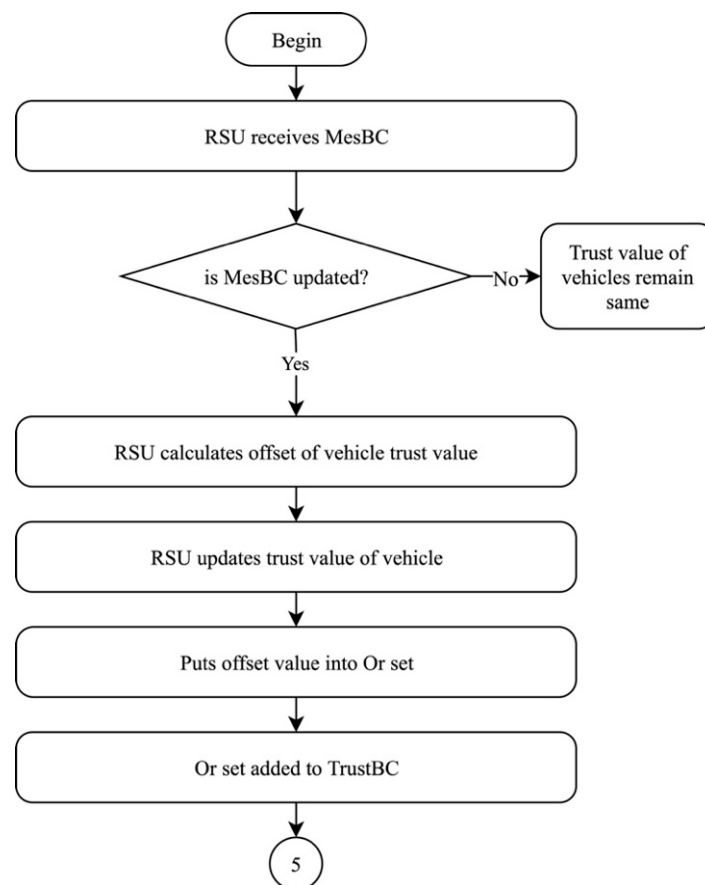 Begin
RSU receives MesBC
is MesBC updated?
No
Trust value of
vehicles remain
same
Yes
RSU calculates offset of vehicle trust value
RSU updates trust value of vehicle
Puts offset value into Or set
Or set added to TrustBC
5